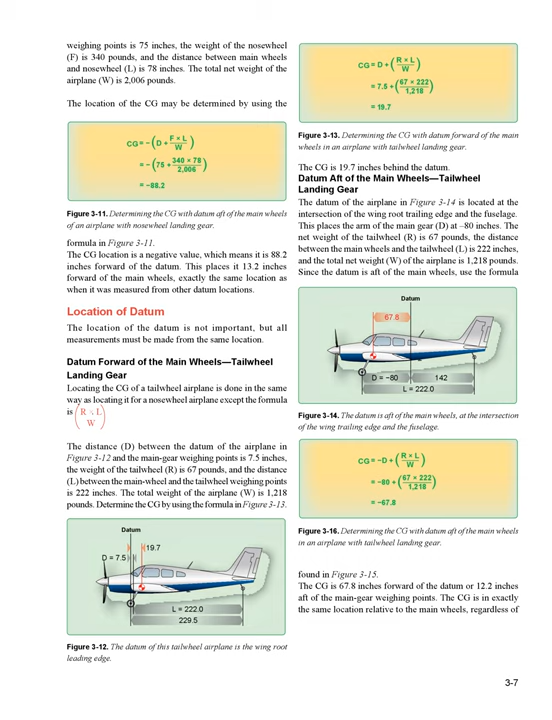 weighing points is 75 inches, the weight of the nosewheel
(F) is 340 pounds, and the distance between main wheels
and nosewheel (L) is 78 inches. The total net weight of the
airplane (W) is 2,006 pounds.
The location of the CG may be determined by using the
CG = – (D + F × L / W)
= – (75 + 340 × 78 / 2,006)
= –88.2
Figure 3-11. Determining the CG with datum aft of the main wheels
of an airplane with nosewheel landing gear.
formula in Figure 3-11.
The CG location is a negative value, which means it is 88.2
inches forward of the datum. This places it 13.2 inches
forward of the main wheels, exactly the same location as
when it was measured from other datum locations.
Location of Datum
The location of the datum is not important, but all
measurements must be made from the same location.
Datum Forward of the Main Wheels—Tailwheel
Landing Gear
Locating the CG of a tailwheel airplane is done in the same
way as locating it for a nosewheel airplane except the formula
is (R × L / W)
The distance (D) between the datum of the airplane in
Figure 3-12 and the main-gear weighing points is 7.5 inches,
the weight of the tailwheel (R) is 67 pounds, and the distance
(L) between the main-wheel and the tailwheel weighing points
is 222 inches. The total weight of the airplane (W) is 1,218
pounds. Determine the CG by using the formula in Figure 3-13.
Datum
19.7
D = 7.5
L = 222.0
229.5
Figure 3-12. The datum of this tailwheel airplane is the wing root
leading edge.
CG = D + (R × L / W)
= 7.5 + (67 × 222 / 1,218)
= 19.7
Figure 3-13. Determining the CG with datum forward of the main
wheels in an airplane with tailwheel landing gear.
The CG is 19.7 inches behind the datum.
Datum Aft of the Main Wheels—Tailwheel
Landing Gear
The datum of the airplane in Figure 3-14 is located at the
intersection of the wing root trailing edge and the fuselage.
This places the arm of the main gear (D) at –80 inches. The
net weight of the tailwheel (R) is 67 pounds, the distance
between the main wheels and the tailwheel (L) is 222 inches,
and the total net weight (W) of the airplane is 1,218 pounds.
Since the datum is aft of the main wheels, use the formula
Datum
67.8
D = –80
142
L = 222.0
Figure 3-14. The datum is aft of the main wheels, at the intersection
of the wing trailing edge and the fuselage.
CG = –D + (R × L / W)
= –80 + (67 × 222 / 1,218)
= –67.8
Figure 3-16. Determining the CG with datum aft of the main wheels
in an airplane with tailwheel landing gear.
found in Figure 3-15.
The CG is 67.8 inches forward of the datum or 12.2 inches
aft of the main-gear weighing points. The CG is in exactly
the same location relative to the main wheels, regardless of
3-7